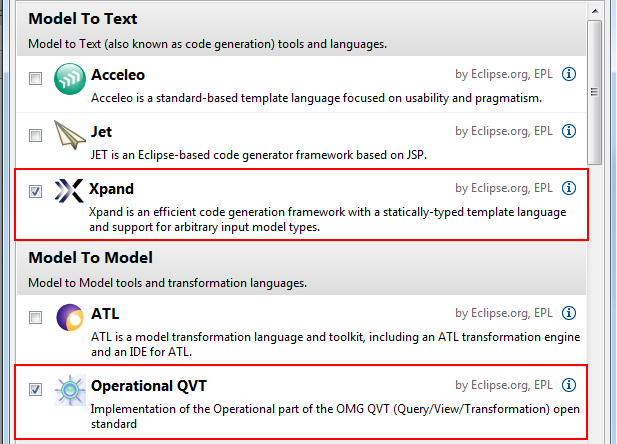 Model To Text
Model to Text (also known as code generation) tools and languages.
Acceleo
by Eclipse.org, EPL
Acceleo is a standard-based template language focused on usability and pragmatism.
Jet
by Eclipse.org, EPL
JET is an Eclipse-based code generator framework based on JSP.
Xpand
by Eclipse.org, EPL
Xpand is an efficient code generation framework with a statically-typed template language
and support for arbitrary input model types.
Model To Model
Model to Model tools and transformation languages.
ATL
by Eclipse.org, EPL
ATL is a model transformation language and toolkit, including an ATL transformation engine
and an IDE for ATL.
Operational QVT
by Eclipse.org, EPL
Implementation of the Operational part of the OMG QVT (Query/View/Transformation) open
standard